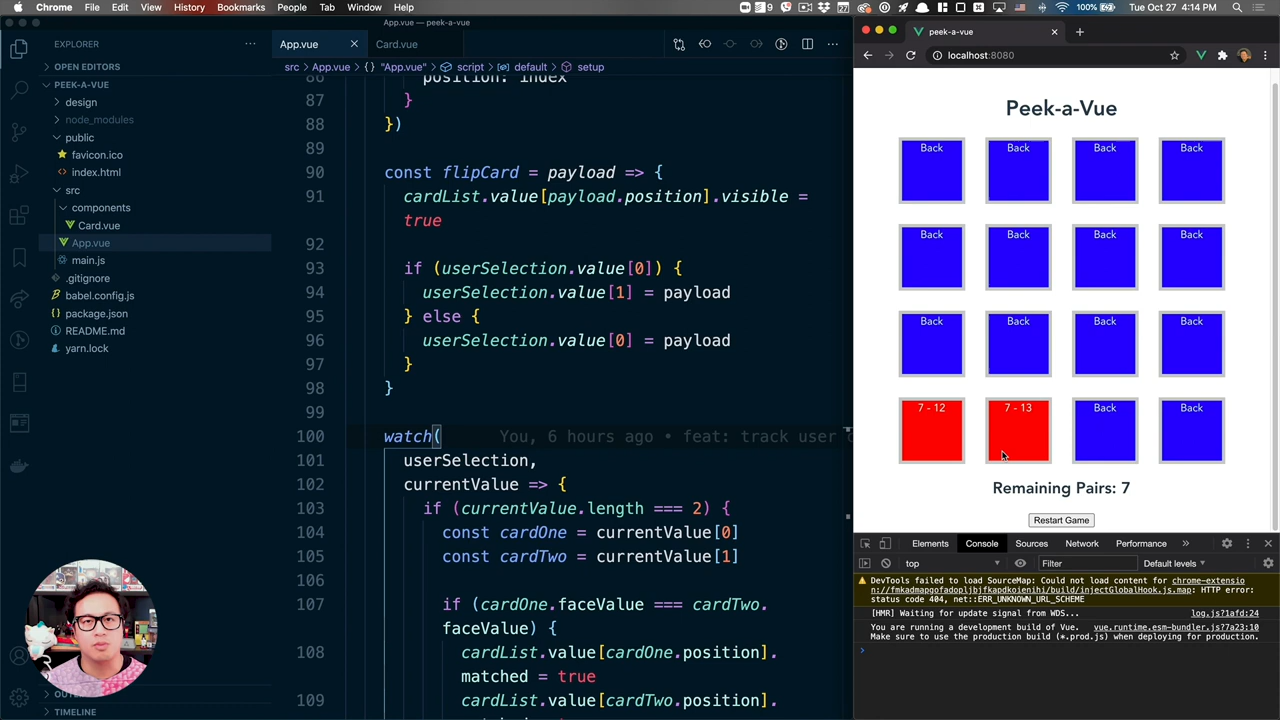 Chrome File Edit View History Bookmarks People Tab Window Help
9 27 100% Tue Oct 27 4:14 PM
App.vue — peek-a-vue
EXPLORER
OPEN EDITORS
PEEK-A-VUE
design
node_modules
public
favicon.ico
index.html
src
components
Card.vue
App.vue
main.js
.gitignore
babel.config.js
package.json
README.md
yarn.lock
TIMELINE
App.vue
Card.vue
src > App.vue > {} "App.vue" > script > default > setup
86 position: index
87 }
88 })
89
90 const flipCard = payload => {
91 cardList.value[payload.position].visible =
true
92
93 if (userSelection.value[0]) {
94 userSelection.value[1] = payload
95 } else {
96 userSelection.value[0] = payload
97 }
98 }
99
100 watch( You, 6 hours ago • feat: track user
101 userSelection,
102 currentValue => {
103 if (currentValue.length === 2) {
104 const cardOne = currentValue[0]
105 const cardTwo = currentValue[1]
106
107 if (cardOne.faceValue === cardTwo.
faceValue) {
108 cardList.value[cardOne.position].
matched = true
109 cardList.value[cardTwo.position].
peek-a-vue
localhost:8080
Peek-a-Vue
Back Back Back Back
Back Back Back Back
Back Back Back Back
7 - 12 7 - 13 Back Back
Remaining Pairs: 7
Restart Game
Elements Console Sources Network Performance »
top Filter Default levels
DevTools failed to load SourceMap: Could not load content for chrome-extensio
n://fmkadmapgofadopljbjfkapdkoienihi/build/injectGlobalHook.js.map: HTTP error:
status code 404, net::ERR_UNKNOWN_URL_SCHEME
[HMR] Waiting for update signal from WDS... log.js?1afd:24
You are running a development build of Vue. vue.runtime.esm-bundler.js?7a23:10
Make sure to use the production build (*.prod.js) when deploying for production.